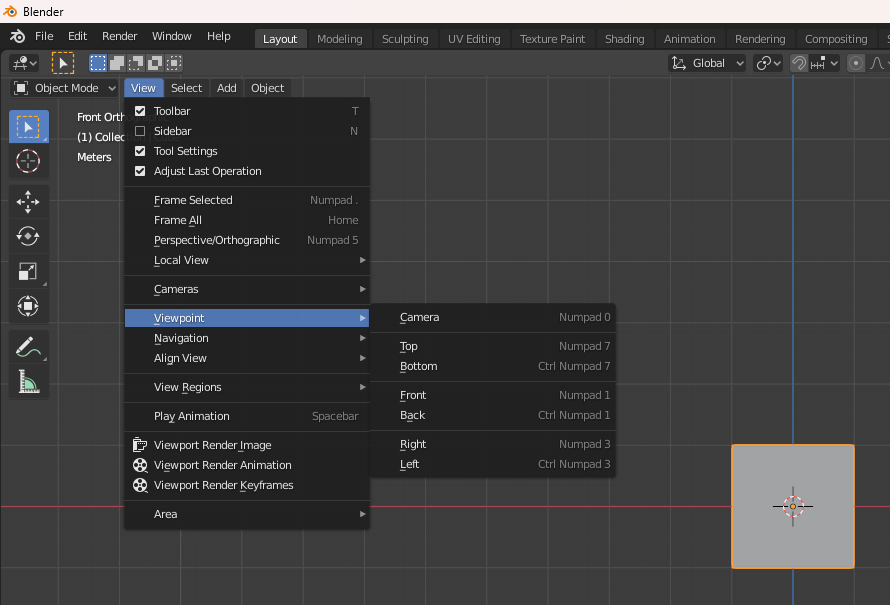 Blender
File Edit Render Window Help Layout Modeling Sculpting UV Editing Texture Paint Shading Animation Rendering Compositing
Global
Object Mode View Select Add Object
Front Ortho
(1) Collec
Meters
Toolbar T
Sidebar N
Tool Settings
Adjust Last Operation
Frame Selected Numpad .
Frame All Home
Perspective/Orthographic Numpad 5
Local View
Cameras
Viewpoint
Navigation
Align View
View Regions
Play Animation Spacebar
Viewport Render Image
Viewport Render Animation
Viewport Render Keyframes
Area
Camera Numpad 0
Top Numpad 7
Bottom Ctrl Numpad 7
Front Numpad 1
Back Ctrl Numpad 1
Right Numpad 3
Left Ctrl Numpad 3